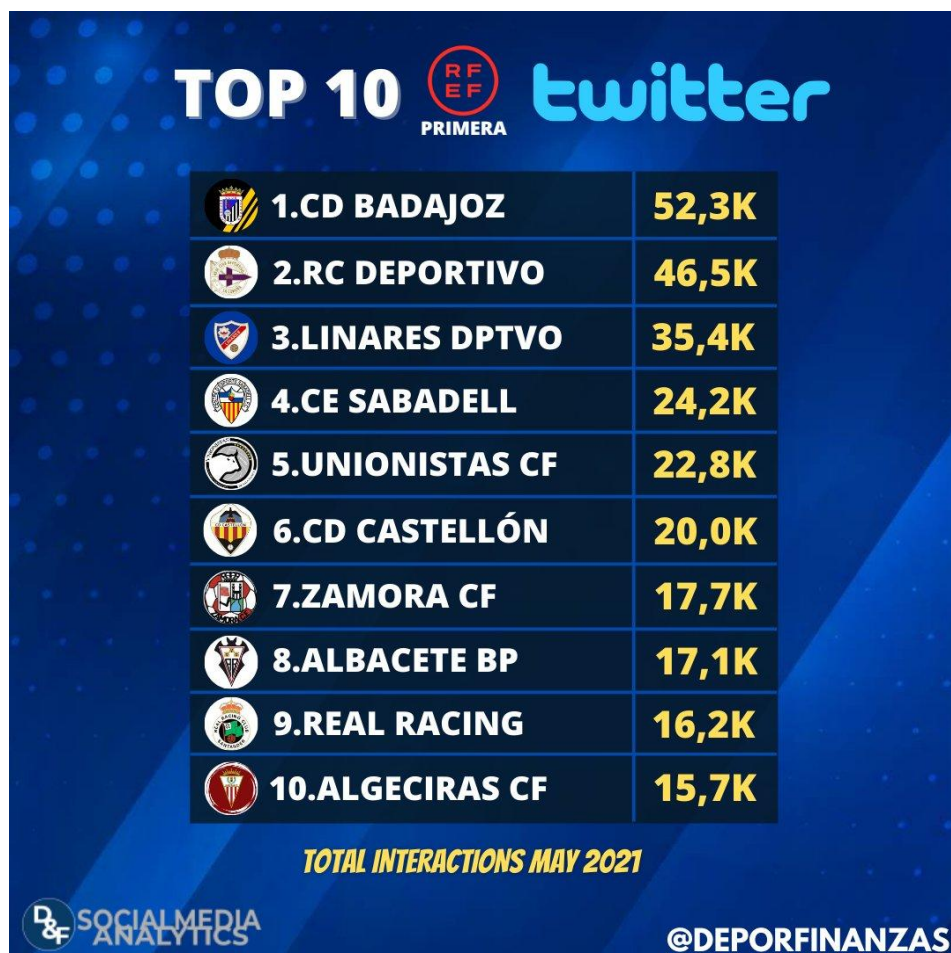 TOP 10 RF EF PRIMERA twitter
1.CD BADAJOZ 52,3K
2.RC DEPORTIVO 46,5K
3.LINARES DPTVO 35,4K
4.CE SABADELL 24,2K
5.UNIONISTAS CF 22,8K
6.CD CASTELLÓN 20,0K
7.ZAMORA CF 17,7K
8.ALBACETE BP 17,1K
9.REAL RACING 16,2K
10.ALGECIRAS CF 15,7K
TOTAL INTERACTIONS MAY 2021
D&F SOCIALMEDIA
ANALYTICS
@DEPORFINANZAS